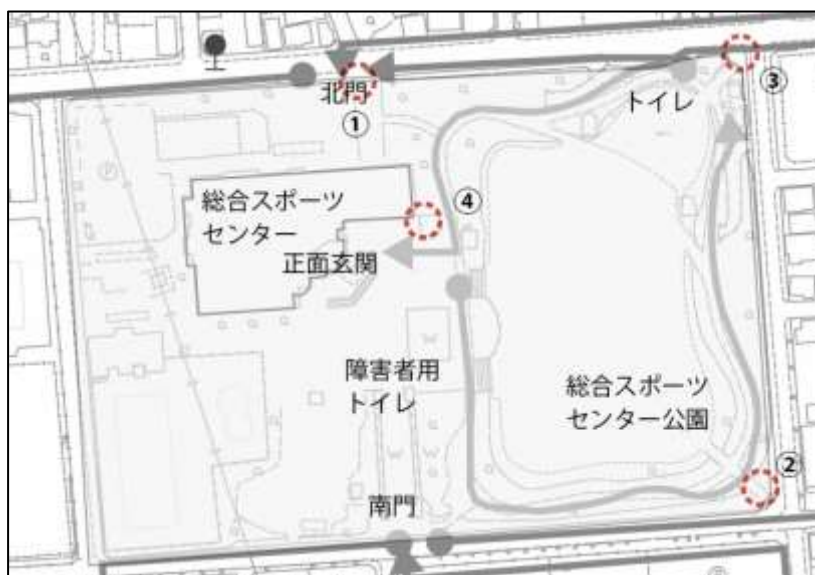 北門
①
トイレ
③
総合スポーツ
センター
④
正面玄関
障害者用
トイレ
総合スポーツ
センター公園
②
南門